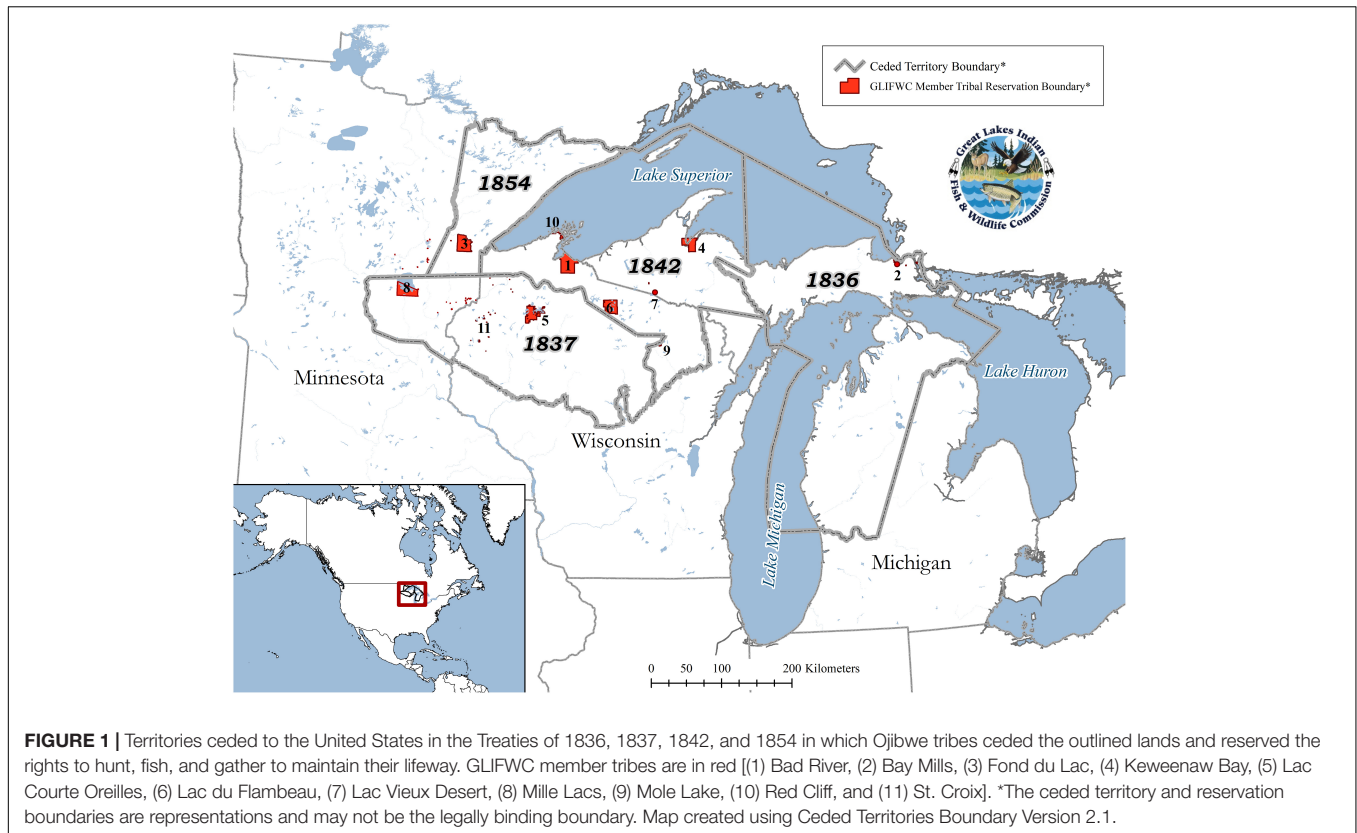 Ceded Territory Boundary*
GLIFWC Member Tribal Reservation Boundary*
Great Lakes Indian
Fish & Wildlife Commission
1854
Lake Superior
10
3
1
4
1842
2
1836
8
7
6
5
11
1837
9
Minnesota
Lake Huron
Wisconsin
Lake Michigan
Michigan
0 50 100 200 Kilometers
FIGURE 1 | Territories ceded to the United States in the Treaties of 1836, 1837, 1842, and 1854 in which Ojibwe tribes ceded the outlined lands and reserved the
rights to hunt, fish, and gather to maintain their lifeway. GLIFWC member tribes are in red [(1) Bad River, (2) Bay Mills, (3) Fond du Lac, (4) Keweenaw Bay, (5) Lac
Courte Oreilles, (6) Lac du Flambeau, (7) Lac Vieux Desert, (8) Mille Lacs, (9) Mole Lake, (10) Red Cliff, and (11) St. Croix]. *The ceded territory and reservation
boundaries are representations and may not be the legally binding boundary. Map created using Ceded Territories Boundary Version 2.1.